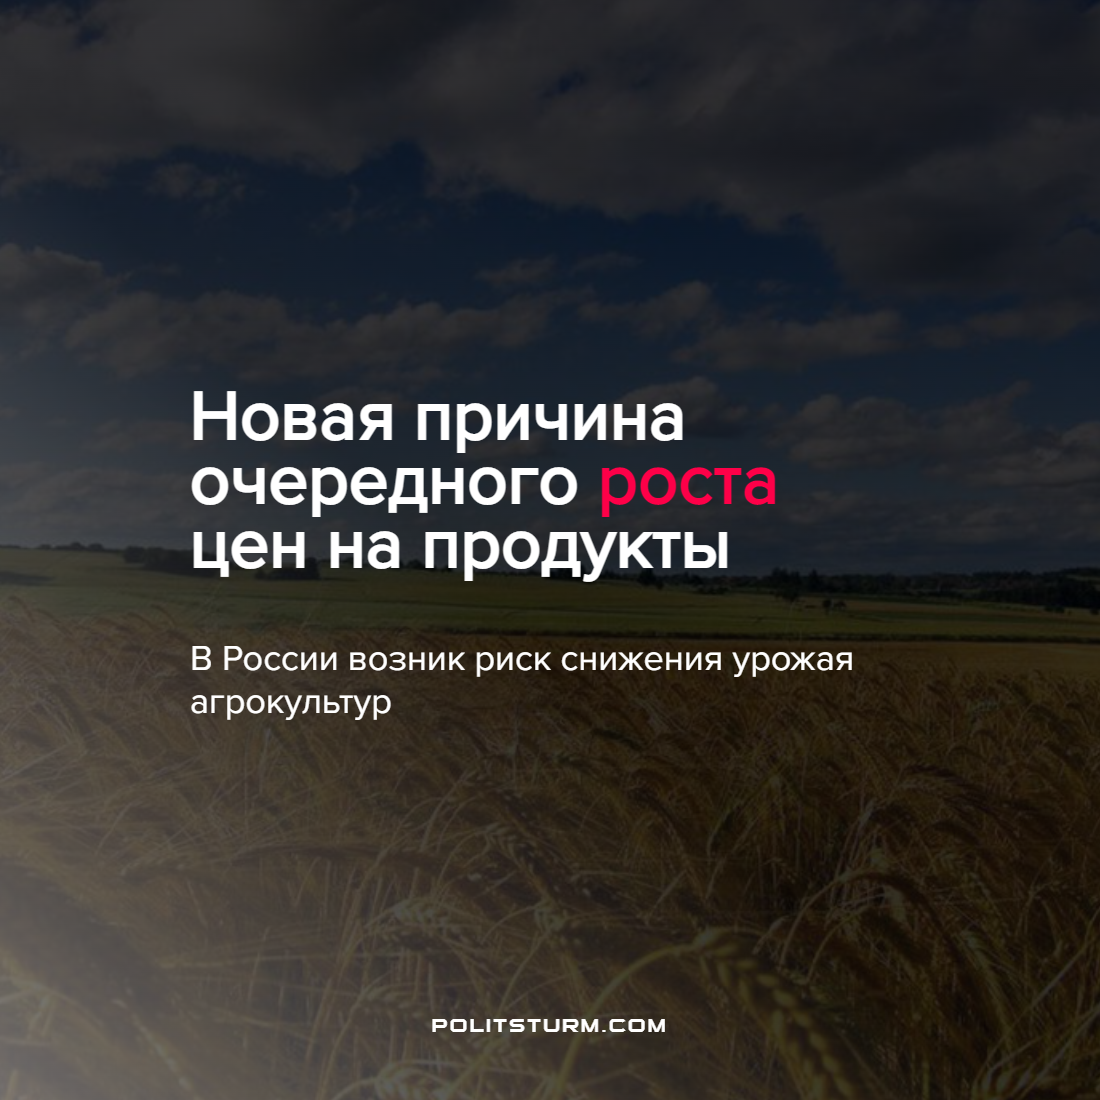 Новая причина
очередного роста
цен на продукты
В России возник риск снижения урожая
агрокультур
POLITSTURM.COM